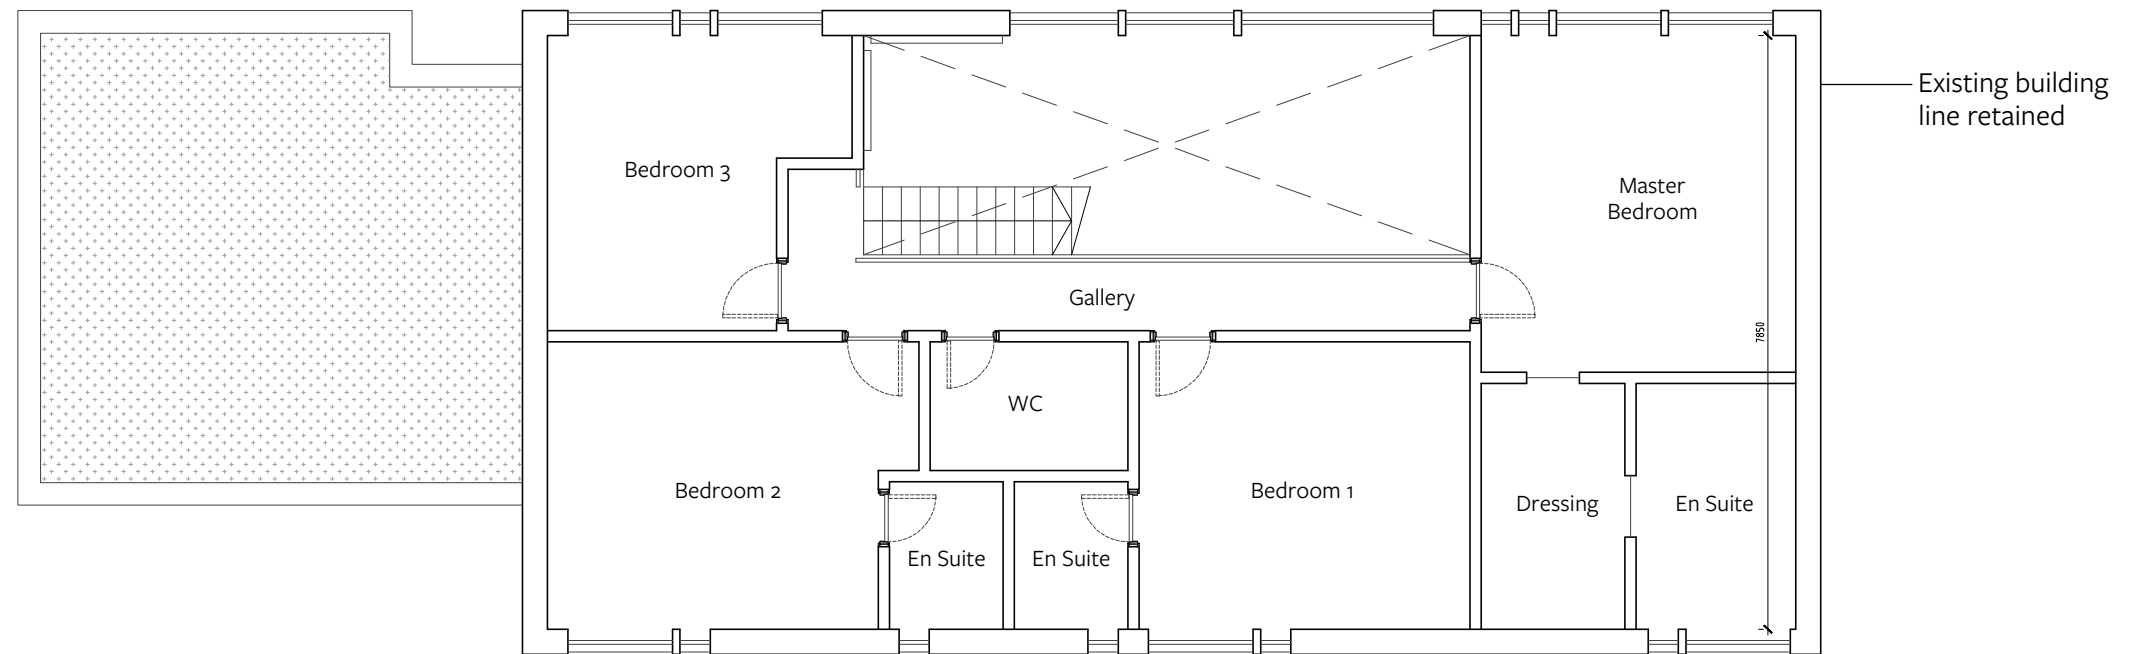 Existing building
line retained
Bedroom 3
Master
Bedroom
Gallery
7850
WC
Bedroom 2
Bedroom 1
Dressing
En Suite
En Suite
En Suite